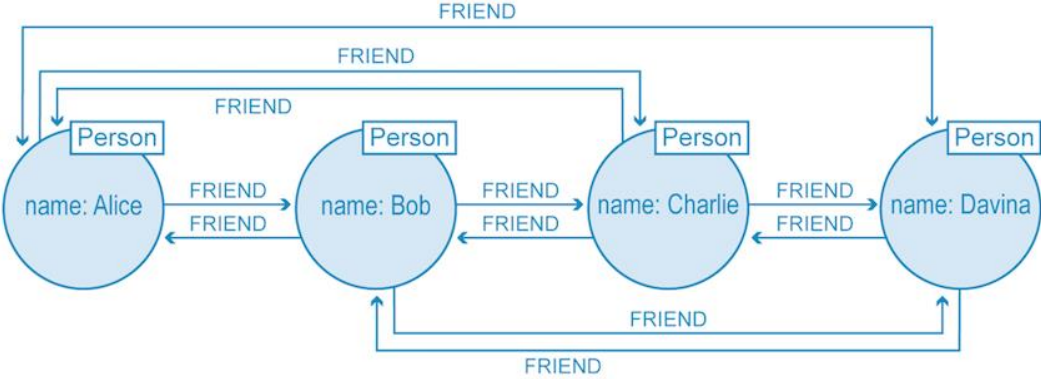 FRIEND
FRIEND
FRIEND
Person
Person
Person
Person
name: Alice
FRIEND
FRIEND
name: Bob
FRIEND
FRIEND
name: Charlie
FRIEND
FRIEND
name: Davina
FRIEND
FRIEND